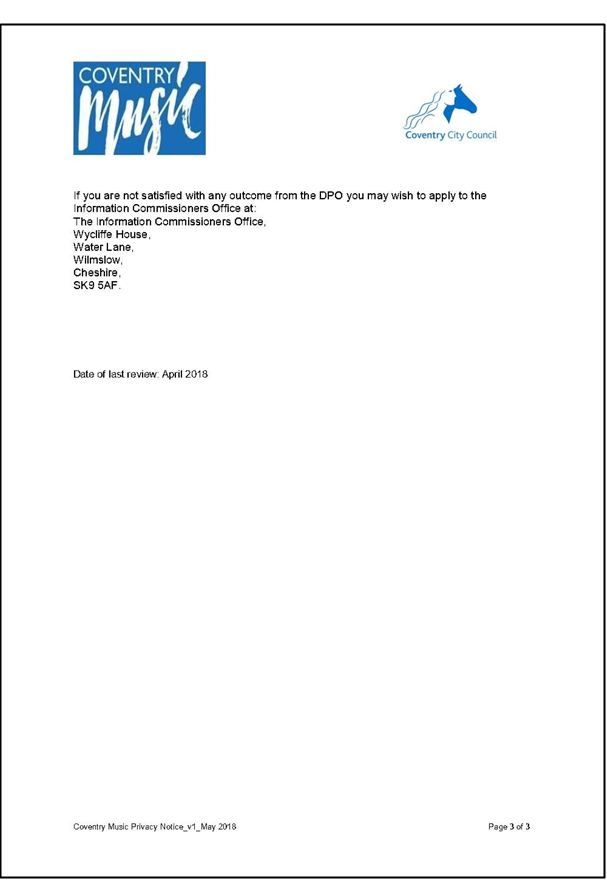 COVENTRY
Music
Coventry City Council
If you are not satisfied with any outcome from the DPO you may wish to apply to the
Information Commissioners Office at:
The Information Commissioners Office,
Wycliffe House,
Water Lane,
Wilmslow,
Cheshire,
SK9 5AF.
Date of last review: April 2018
Coventry Music Privacy Notice_v1_May 2018
Page 3 of 3